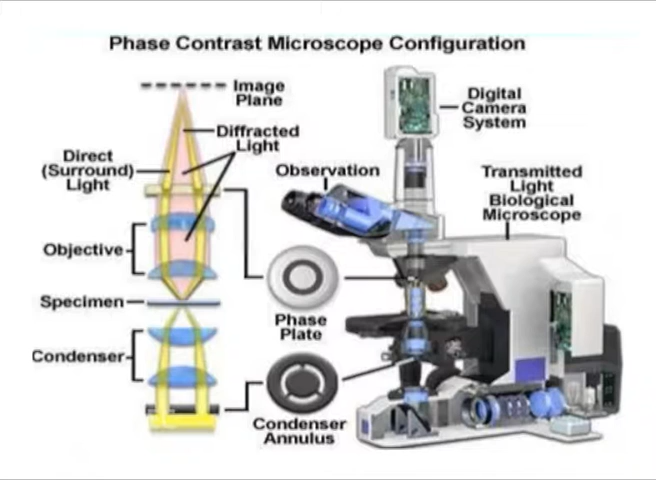 Phase Contrast Microscope Configuration
Image
Plane
Diffracted
Light
Direct
(Surround)
Light
Objective
Specimen
Condenser
Observation
Phase
Plate
Condenser
Annulus
Digital
Camera
System
Transmitted
Light
Biological
Microscope